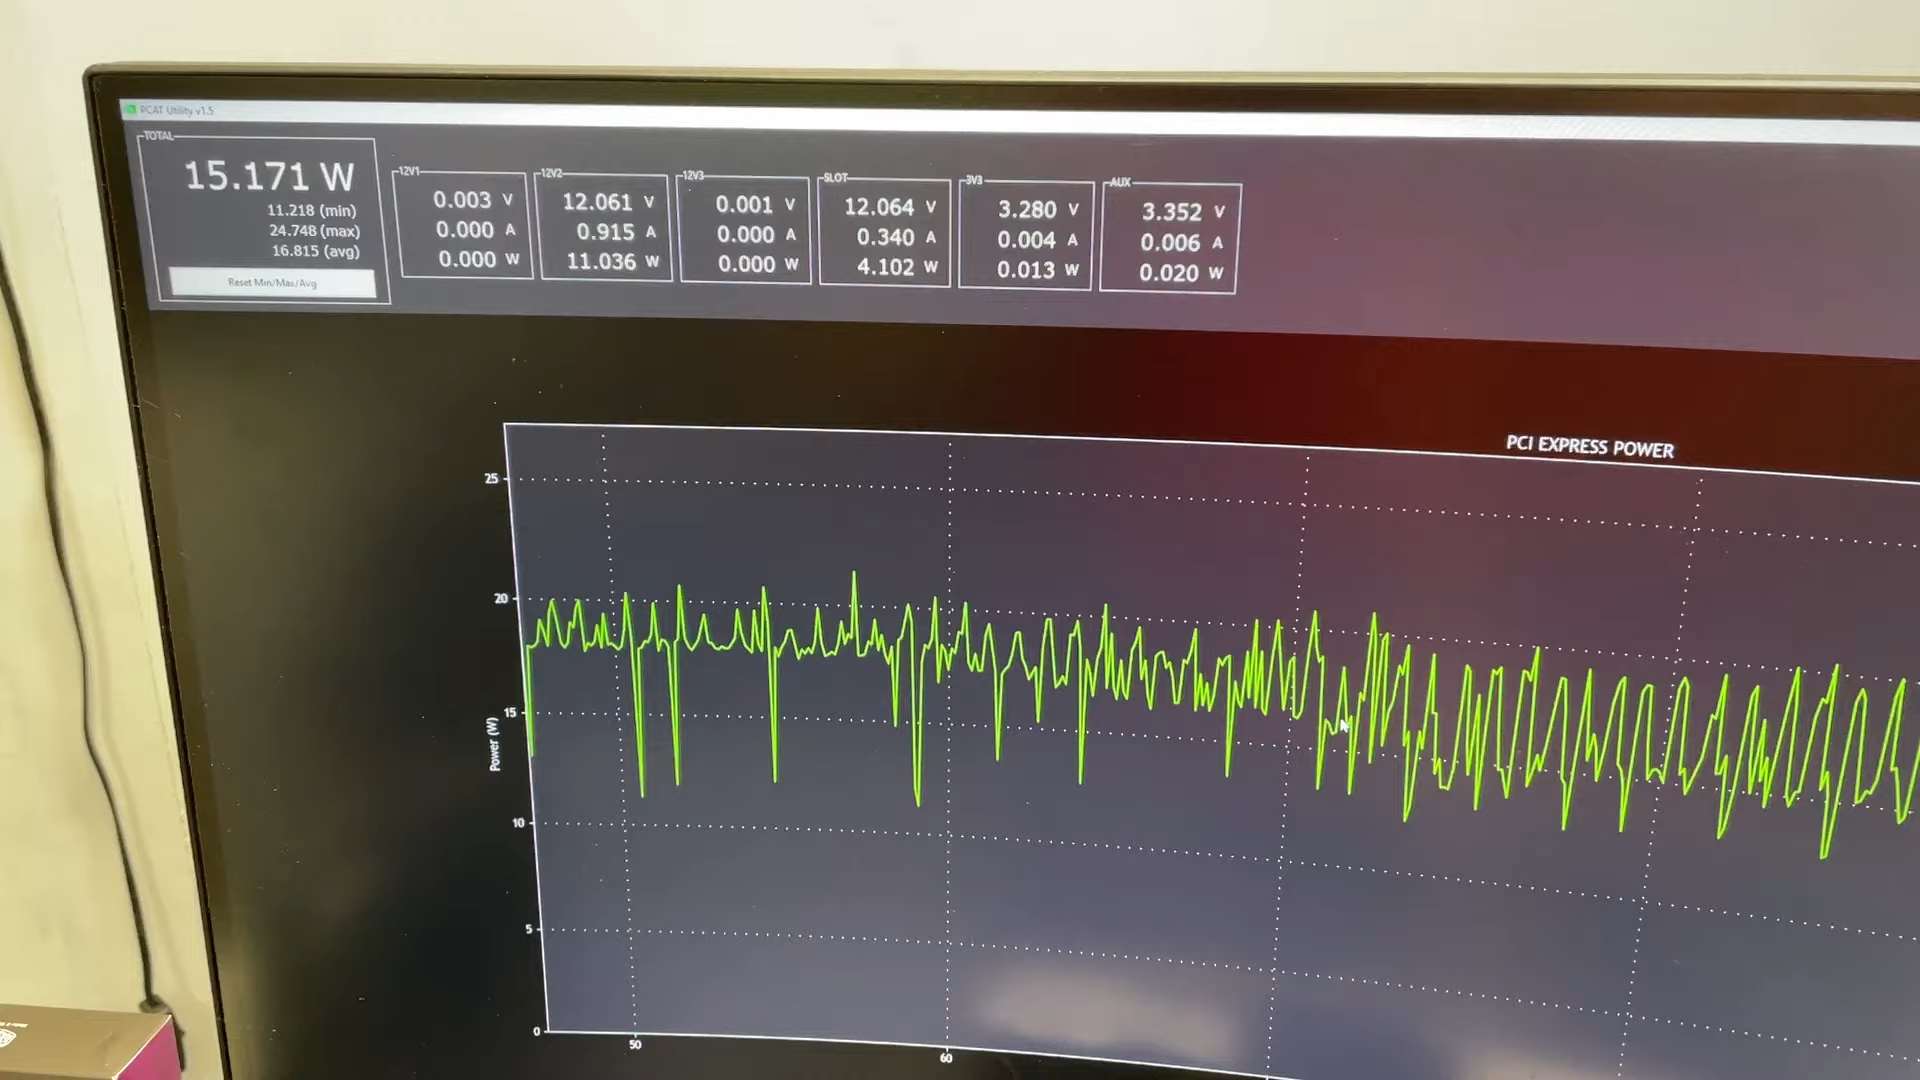 PCAT Utility v1.5
TOTAL
15.171 W
11.218 (min)
24.748 (max)
16.815 (avg)
Reset Min/Max/Avg
12V1
0.003 V
0.000 A
0.000 W
12V2
12.061 V
0.915 A
11.036 W
12V3
0.001 V
0.000 A
0.000 W
SLOT
12.064 V
0.340 A
4.102 W
3V3
3.280 V
0.004 A
0.013 W
AUX
3.352 V
0.006 A
0.020 W
PCI EXPRESS POWER
25
20
15
10
5
0
Power (W)
50
60